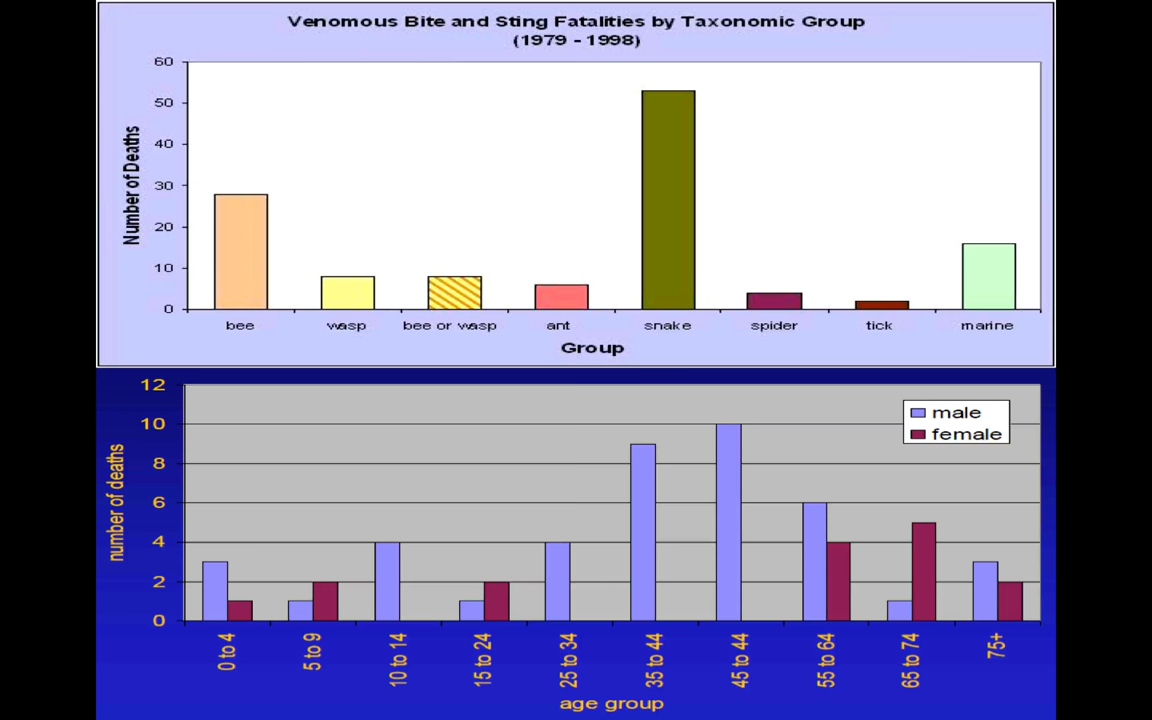 Venomous Bite and Sting Fatalities by Taxonomic Group
(1979 - 1998)
60
50
40
30
20
10
0
Number of Deaths
bee wasp bee or wasp ant snake spider tick marine
Group
12
10
8
6
4
2
0
number of deaths
male
female
0 to 4 5 to 9 10 to 14 15 to 24 25 to 34 35 to 44 45 to 44 55 to 64 65 to 74 75+
age group